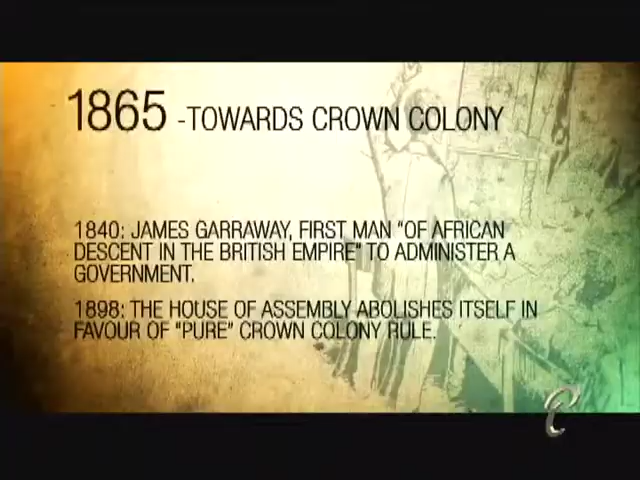 1865 -TOWARDS CROWN COLONY
1840: JAMES GARRAWAY, FIRST MAN "OF AFRICAN
DESCENT IN THE BRITISH EMPIRE" TO ADMINISTER A
GOVERNMENT.
1898: THE HOUSE OF ASSEMBLY ABOLISHES ITSELF IN
FAVOUR OF "PURE" CROWN COLONY RULE.